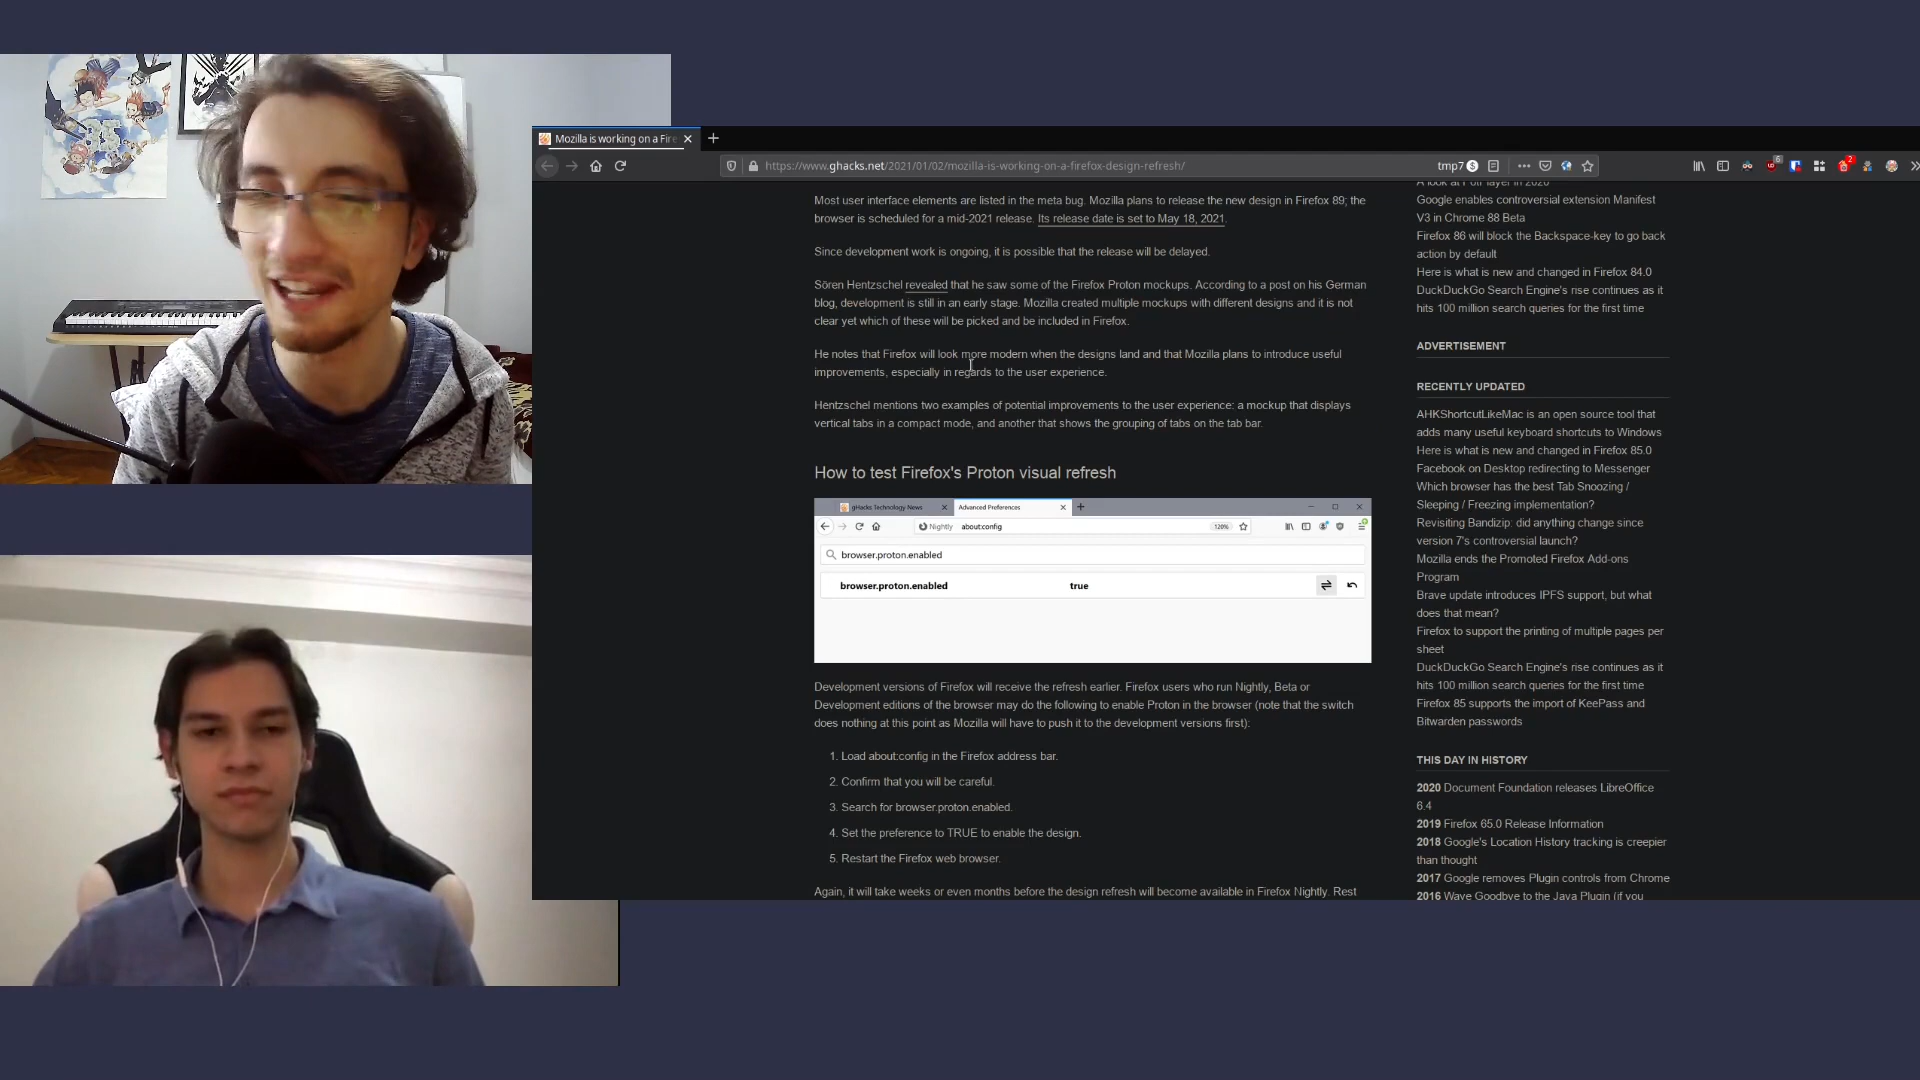 Mozilla is working on a Fire
https://www.ghacks.net/2021/01/02/mozilla-is-working-on-a-firefox-design-refresh/
tmp7
6
2
Most user interface elements are listed in the meta bug. Mozilla plans to release the new design in Firefox 89; the
browser is scheduled for a mid-2021 release. Its release date is set to May 18, 2021.
Since development work is ongoing, it is possible that the release will be delayed.
Sören Hentzschel revealed that he saw some of the Firefox Proton mockups. According to a post on his German
blog, development is still in an early stage. Mozilla created multiple mockups with different designs and it is not
clear yet which of these will be picked and be included in Firefox.
He notes that Firefox will look more modern when the designs land and that Mozilla plans to introduce useful
improvements, especially in regards to the user experience.
Hentzschel mentions two examples of potential improvements to the user experience: a mockup that displays
vertical tabs in a compact mode, and another that shows the grouping of tabs on the tab bar.
How to test Firefox's Proton visual refresh
gHacks Technology News
Advanced Preferences
Nightly
about:config
120%
browser.proton.enabled
browser.proton.enabled true
Development versions of Firefox will receive the refresh earlier. Firefox users who run Nightly, Beta or
Development editions of the browser may do the following to enable Proton in the browser (note that the switch
does nothing at this point as Mozilla will have to push it to the development versions first):
1. Load about:config in the Firefox address bar.
2. Confirm that you will be careful.
3. Search for browser.proton.enabled.
4. Set the preference to TRUE to enable the design.
5. Restart the Firefox web browser.
Again, it will take weeks or even months before the design refresh will become available in Firefox Nightly. Rest
Google enables controversial extension Manifest
V3 in Chrome 88 Beta
Firefox 86 will block the Backspace-key to go back
action by default
Here is what is new and changed in Firefox 84.0
DuckDuckGo Search Engine's rise continues as it
hits 100 million search queries for the first time
ADVERTISEMENT
RECENTLY UPDATED
AHKShortcutLikeMac is an open source tool that
adds many useful keyboard shortcuts to Windows
Here is what is new and changed in Firefox 85.0
Facebook on Desktop redirecting to Messenger
Which browser has the best Tab Snoozing /
Sleeping / Freezing implementation?
Revisiting Bandizip: did anything change since
version 7's controversial launch?
Mozilla ends the Promoted Firefox Add-ons
Program
Brave update introduces IPFS support, but what
does that mean?
Firefox to support the printing of multiple pages per
sheet
DuckDuckGo Search Engine's rise continues as it
hits 100 million search queries for the first time
Firefox 85 supports the import of KeePass and
Bitwarden passwords
THIS DAY IN HISTORY
2020 Document Foundation releases LibreOffice
6.4
2019 Firefox 65.0 Release Information
2018 Google's Location History tracking is creepier
than thought
2017 Google removes Plugin controls from Chrome
2016 Wave Goodbye to the Java Plugin (if you